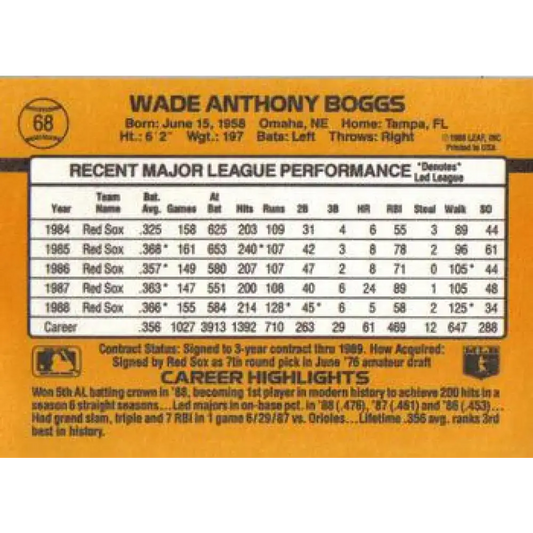 68
WADE ANTHONY BOGGS
Born: June 15, 1958 Omaha, NE Home: Tampa, FL
Ht.: 6'2" Wgt.: 197 Bats: Left Throws: Right
©1988 LEAF, INC.
Printed in USA
RECENT MAJOR LEAGUE PERFORMANCE *Denotes* Led League
Year Team Name Bat. Avg. Games At Bat Hits Runs 2B 3B HR RBI Steal Walk SO
1984 Red Sox .325 158 625 203 109 31 4 6 55 3 89 44
1985 Red Sox .368* 161 653 240* 107 42 3 8 78 2 96 61
1986 Red Sox .357* 149 580 207 107 47 2 8 71 0 105* 44
1987 Red Sox .363* 147 551 200 108 40 6 24 89 1 105 48
1988 Red Sox .366* 155 584 214 128* 45* 6 5 58 2 125* 34
Career .356 1027 3913 1392 710 263 29 61 469 12 647 288
Contract Status: Signed to 3-year contract thru 1989. How Acquired:
Signed by Red Sox as 7th round pick in June '76 amateur draft
CAREER HIGHLIGHTS
Won 5th AL batting crown in '88, becoming 1st player in modern history to achieve 200 hits in a
season 6 straight seasons...Led majors in on-base pct. in '88 (.476), '87 (.461) and '86 (.453)...
Had grand slam, triple and 7 RBI in 1 game 6/29/87 vs. Orioles...Lifetime .356 avg. ranks 3rd
best in history.